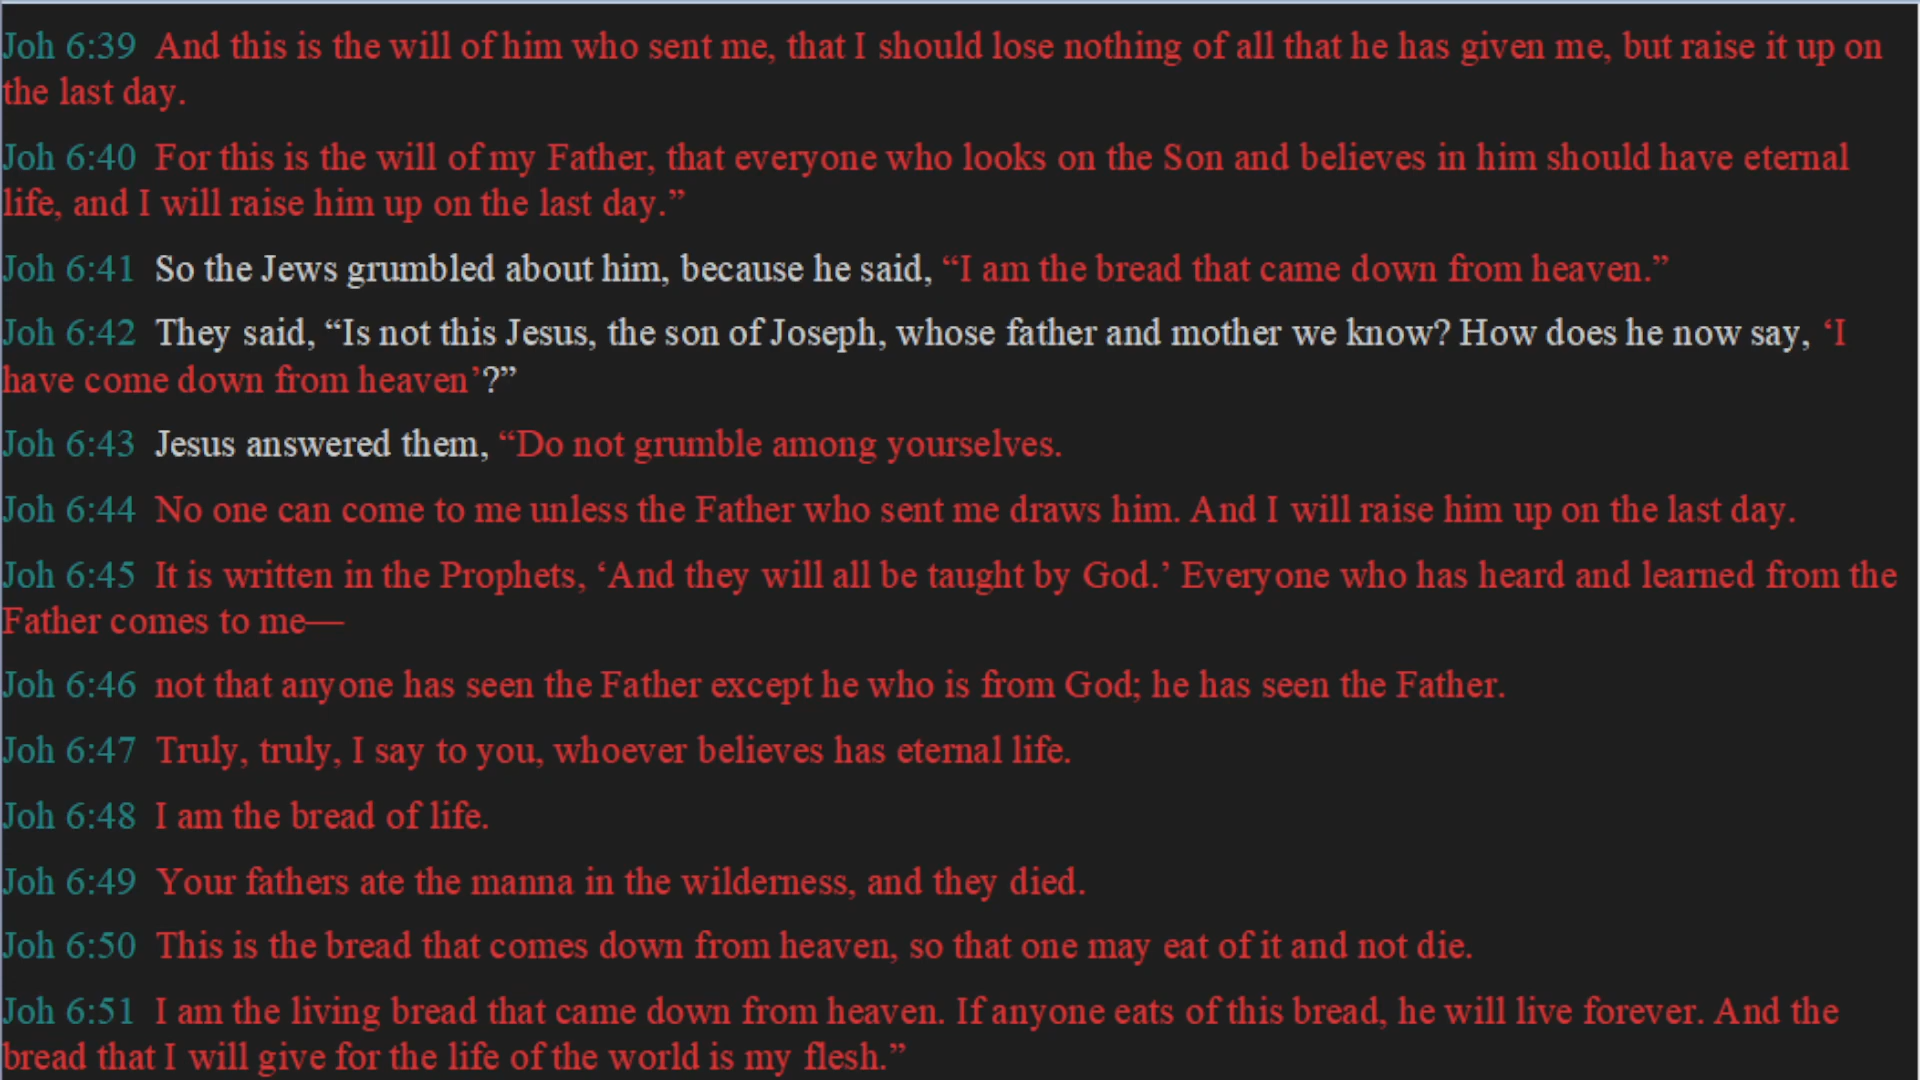 Joh 6:39 And this is the will of him who sent me, that I should lose nothing of all that he has given me, but raise it up on
the last day.
Joh 6:40 For this is the will of my Father, that everyone who looks on the Son and believes in him should have eternal
life, and I will raise him up on the last day.”
Joh 6:41 So the Jews grumbled about him, because he said, “I am the bread that came down from heaven.”
Joh 6:42 They said, “Is not this Jesus, the son of Joseph, whose father and mother we know? How does he now say, ‘I
have come down from heaven’?”
Joh 6:43 Jesus answered them, “Do not grumble among yourselves.
Joh 6:44 No one can come to me unless the Father who sent me draws him. And I will raise him up on the last day.
Joh 6:45 It is written in the Prophets, ‘And they will all be taught by God.’ Everyone who has heard and learned from the
Father comes to me—
Joh 6:46 not that anyone has seen the Father except he who is from God; he has seen the Father.
Joh 6:47 Truly, truly, I say to you, whoever believes has eternal life.
Joh 6:48 I am the bread of life.
Joh 6:49 Your fathers ate the manna in the wilderness, and they died.
Joh 6:50 This is the bread that comes down from heaven, so that one may eat of it and not die.
Joh 6:51 I am the living bread that came down from heaven. If anyone eats of this bread, he will live forever. And the
bread that I will give for the life of the world is my flesh.”